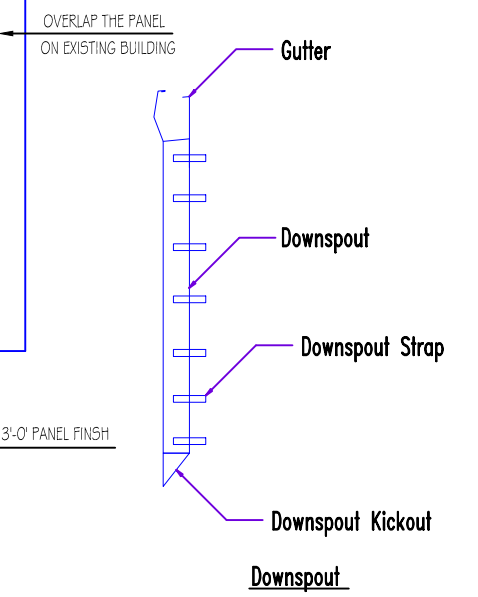 OVERLAP THE PANEL
ON EXISTING BUILDING
Gutter
Downspout
Downspout Strap
3'-0' PANEL FINSH
Downspout Kickout
Downspout